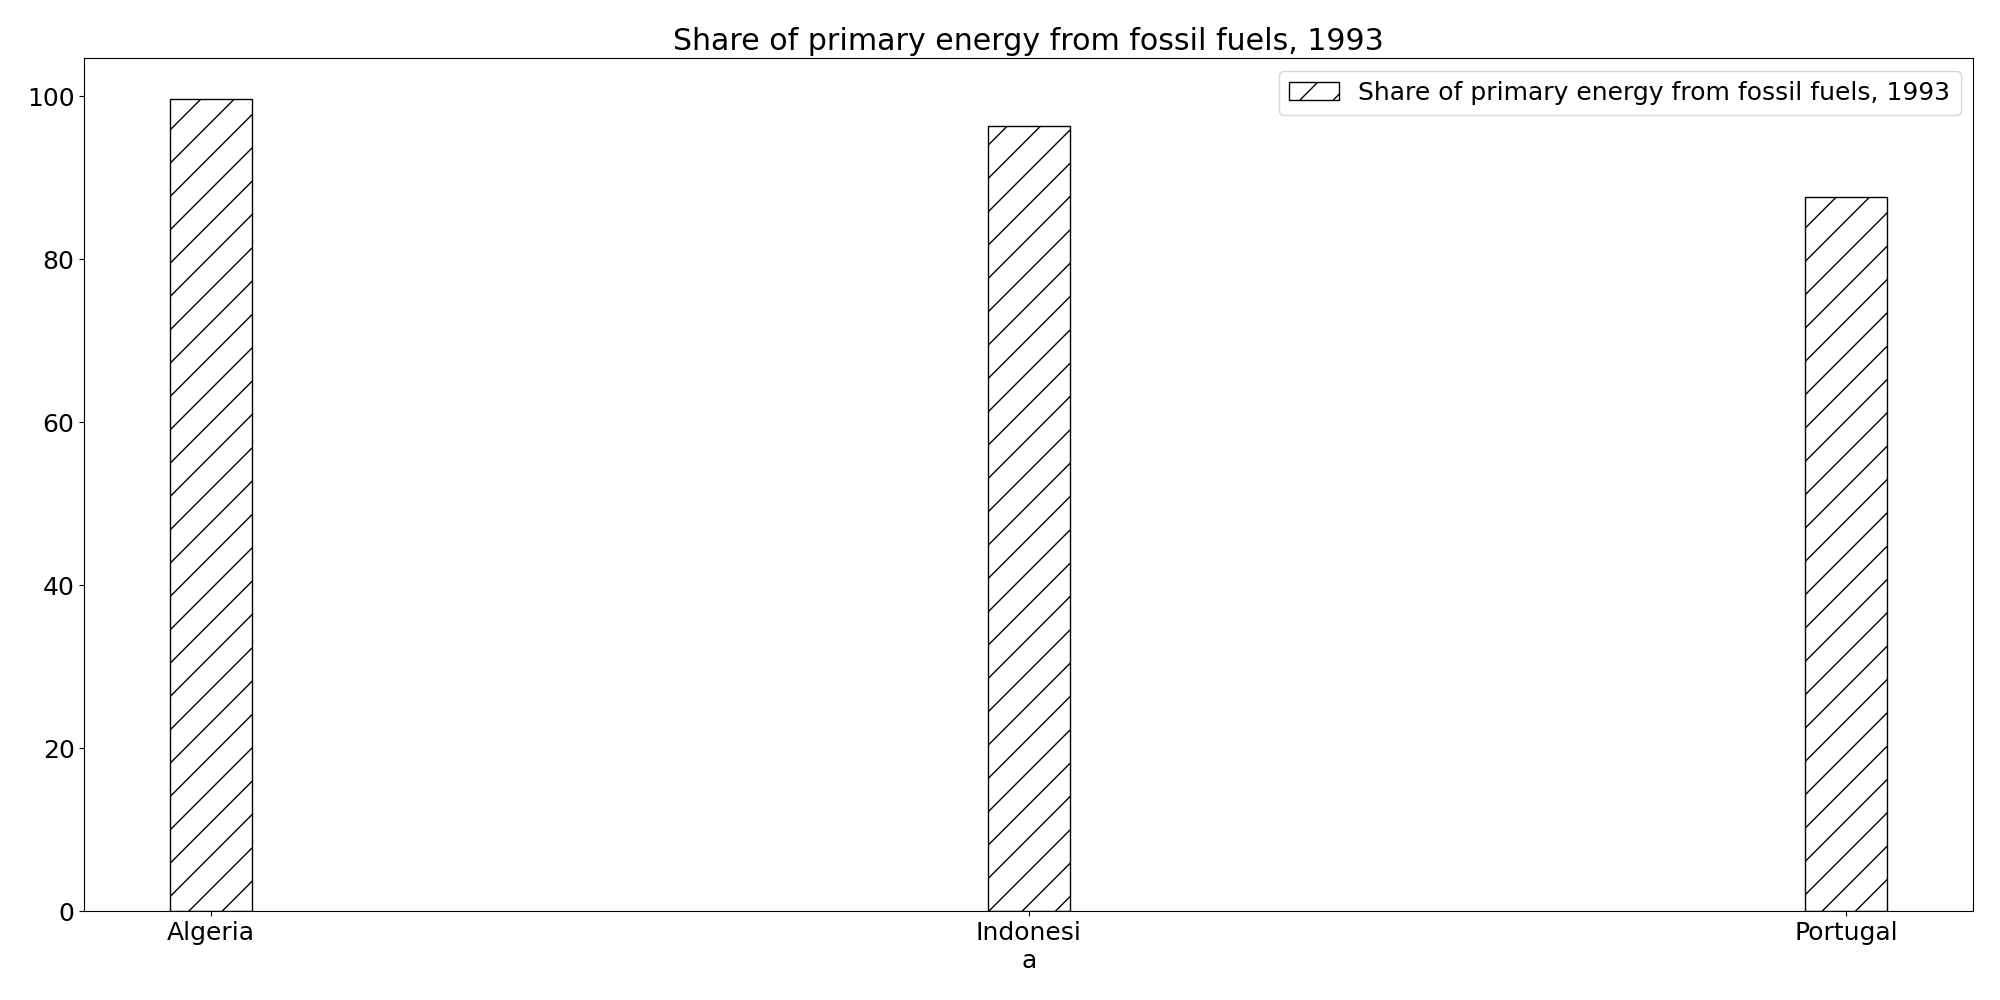 Share of primary energy from fossil fuels, 1993
Share of primary energy from fossil fuels, 1993
100
80
60
40
20
0
Algeria
Indonesi
a
Portugal